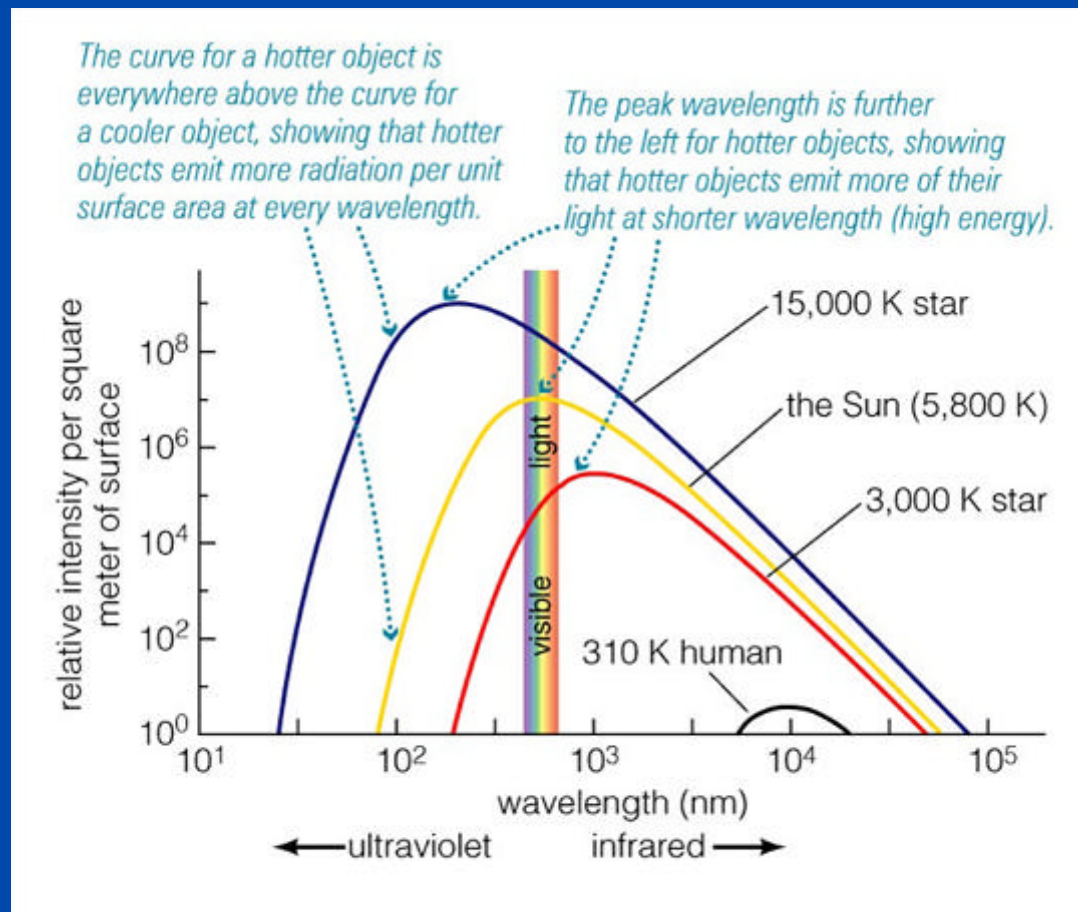 The curve for a hotter object is
everywhere above the curve for
a cooler object, showing that hotter
objects emit more radiation per unit
surface area at every wavelength.
The peak wavelength is further
to the left for hotter objects, showing
that hotter objects emit more of their
light at shorter wavelength (high energy).
relative intensity per square
meter of surface
10⁸
10⁶
10⁴
10²
10⁰
15,000 K star
the Sun (5,800 K)
3,000 K star
310 K human
visible light
10¹ 10² 10³ 10⁴ 10⁵
wavelength (nm)
ultraviolet infrared